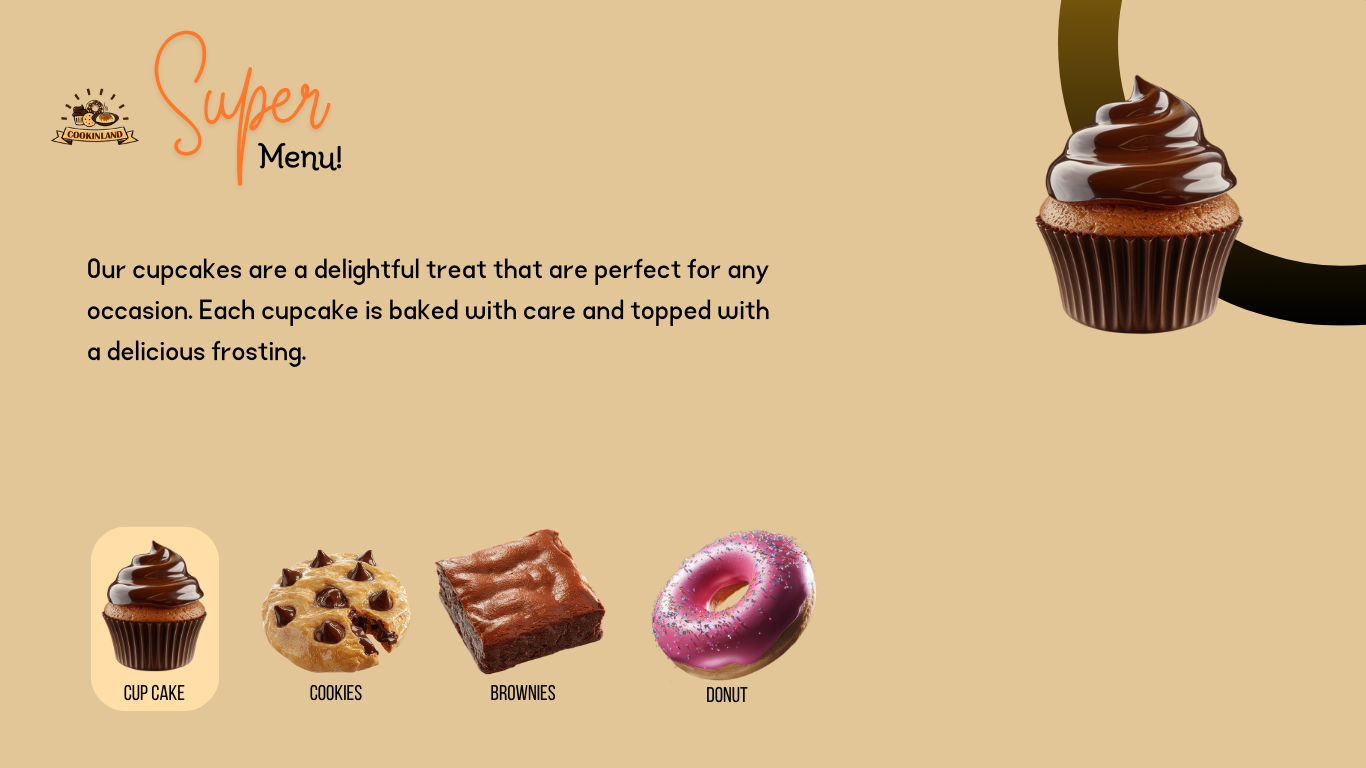 Super
COOKINLAND
Menu!
Our cupcakes are a delightful treat that are perfect for any
occasion. Each cupcake is baked with care and topped with
a delicious frosting.
CUP CAKE
COOKIES
BROWNIES
DONUT